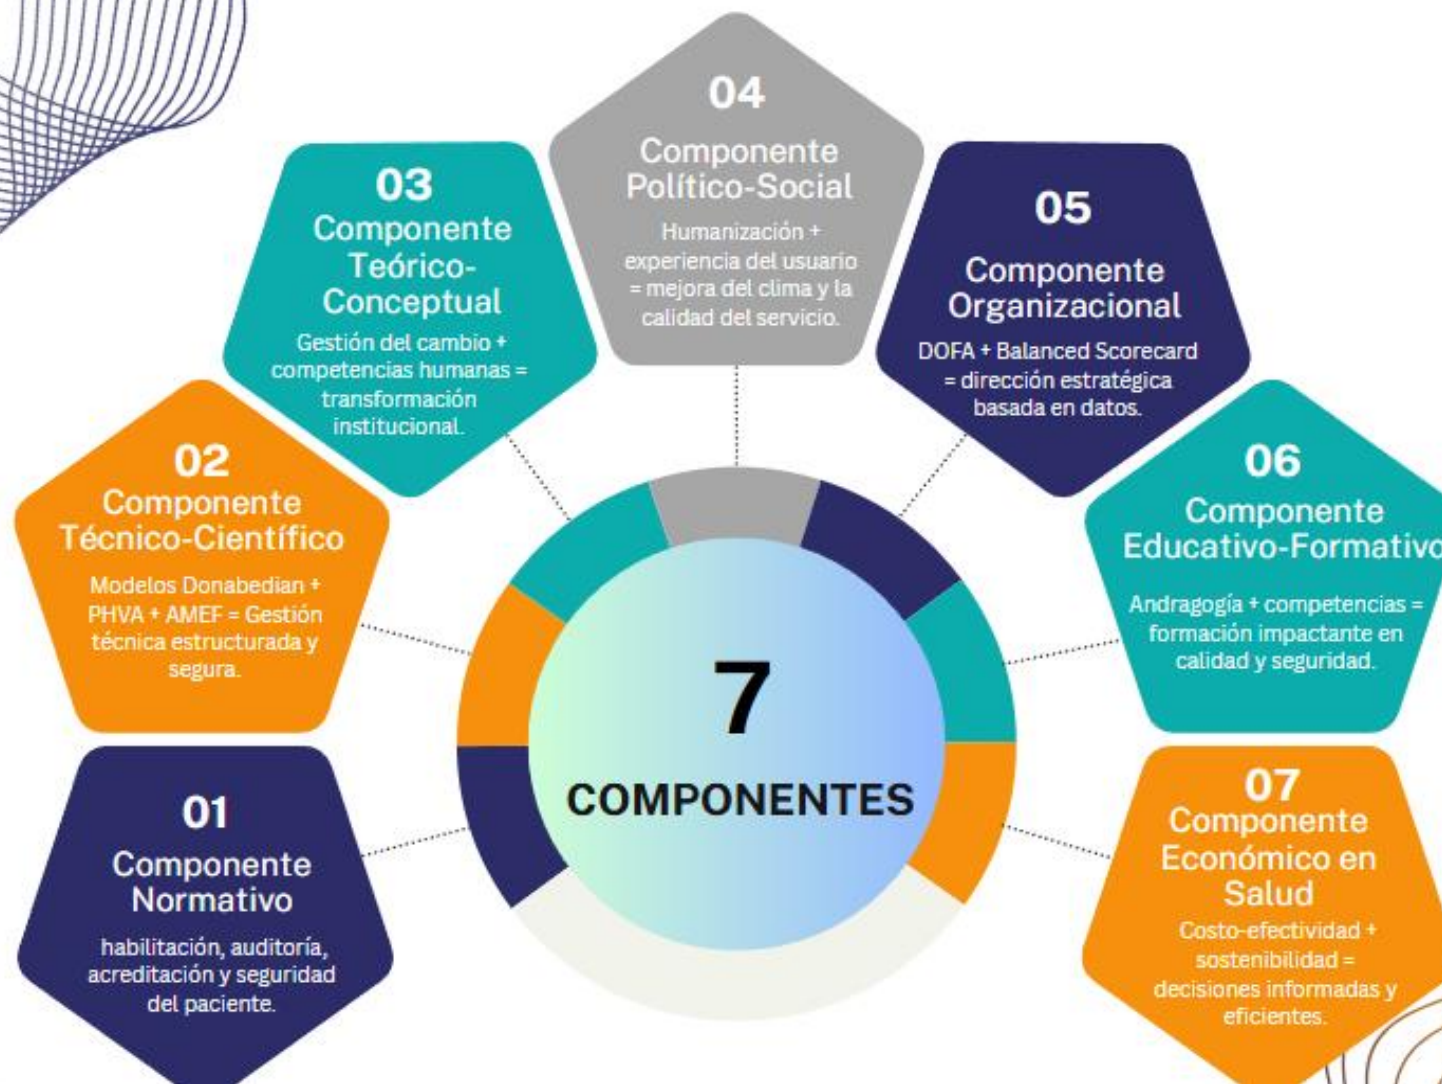 01
Componente
Normativo
habilitación, auditoría,
acreditación y seguridad
del paciente.
02
Componente
Técnico-Científico
Modelos Donabedian +
PHVA + AMEF = Gestión
técnica estructurada y
segura.
03
Componente
Teórico-
Conceptual
Gestión del cambio +
competencias humanas =
transformación
institucional.
04
Componente
Político-Social
Humanización +
experiencia del usuario
= mejora del clima y la
calidad del servicio.
05
Componente
Organizacional
DOFA + Balanced Scorecard
= dirección estratégica
basada en datos.
06
Componente
Educativo-Formativo
Andragogía + competencias =
formación impactante en
calidad y seguridad.
07
Componente
Económico en
Salud
Costo-efectividad +
sostenibilidad =
decisiones informadas y
eficientes.
7
COMPONENTES